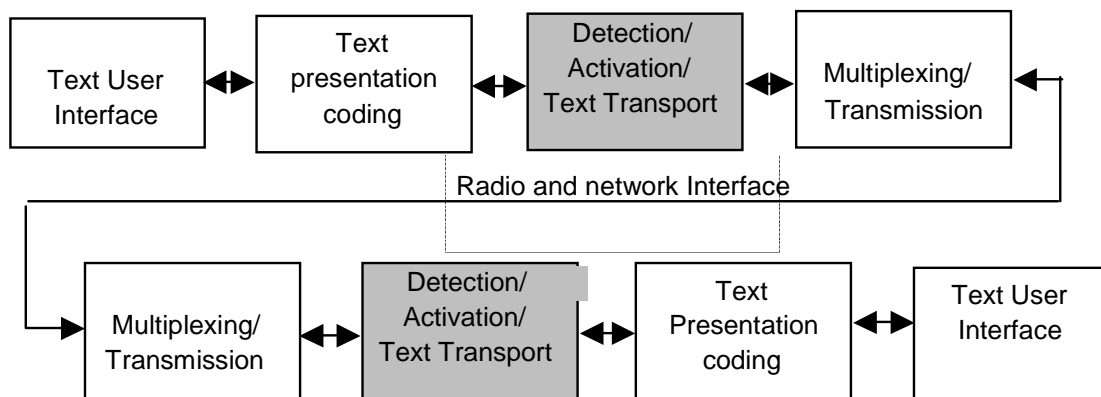 Text User
Interface
Text
presentation
coding
Detection/
Activation/
Text Transport
Multiplexing/
Transmission
Radio and network Interface
Multiplexing/
Transmission
Detection/
Activation/
Text Transport
Text
Presentation
coding
Text User
Interface